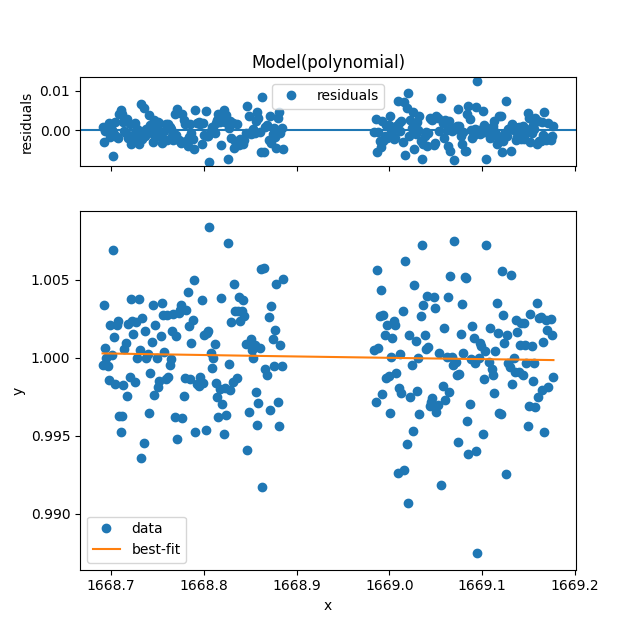 Model(polynomial)
0.01
0.00
residuals
residuals
1.005
1.000
0.995
0.990
y
data
best-fit
1668.7 1668.8 1668.9 1669.0 1669.1 1669.2
x